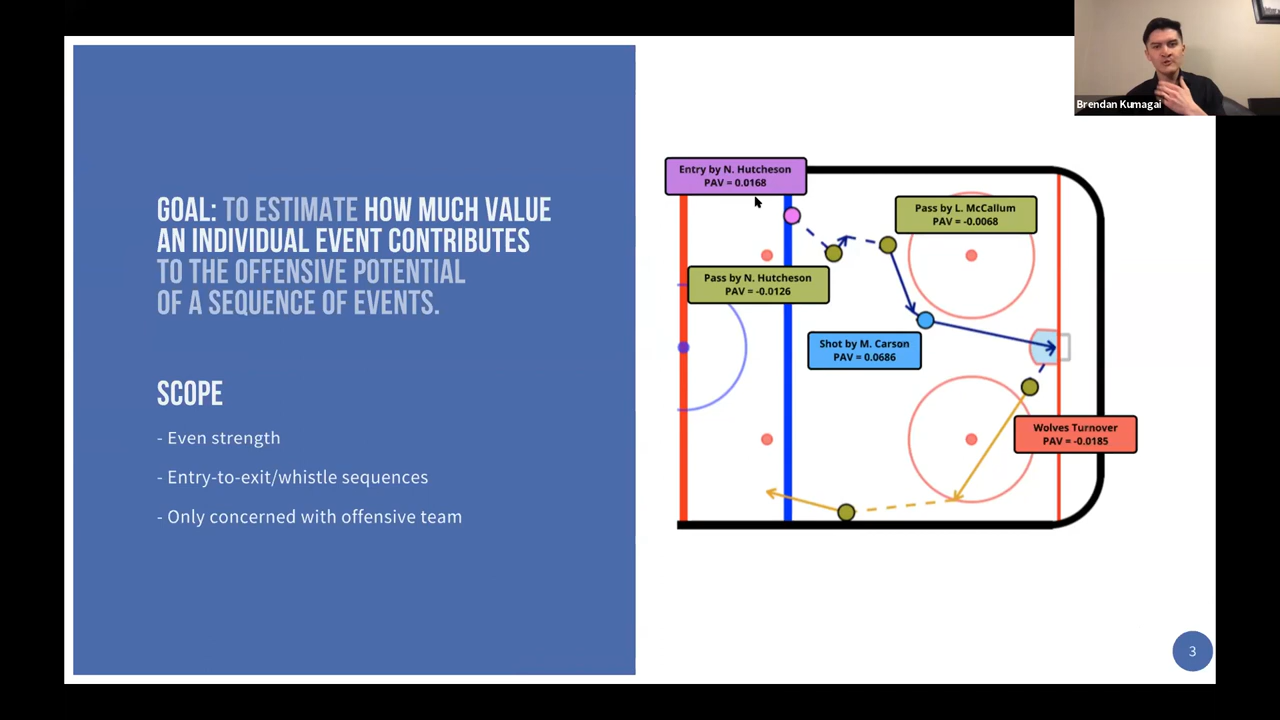 Brendan Kumagai
GOAL: TO ESTIMATE HOW MUCH VALUE
AN INDIVIDUAL EVENT CONTRIBUTES
TO THE OFFENSIVE POTENTIAL
OF A SEQUENCE OF EVENTS.
SCOPE
- Even strength
- Entry-to-exit/whistle sequences
- Only concerned with offensive team
Entry by N. Hutcheson
PAV = 0.0168
Pass by L. McCallum
PAV = -0.0068
Pass by N. Hutcheson
PAV = -0.0126
Shot by M. Carson
PAV = 0.0686
Wolves Turnover
PAV = -0.0185
3